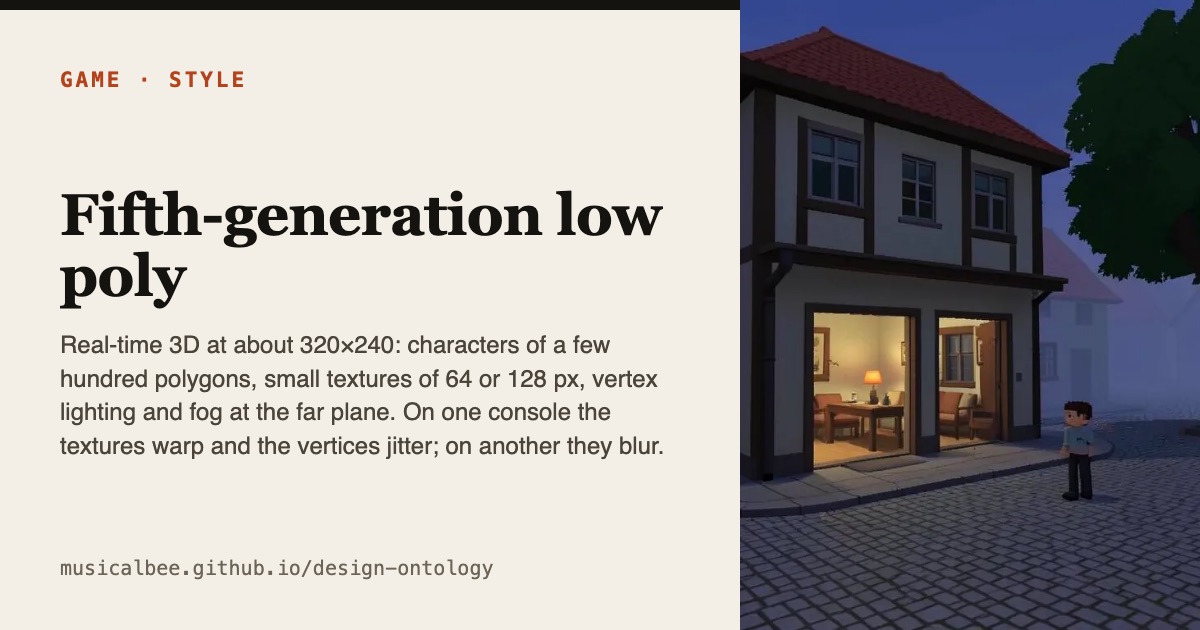 GAME · STYLE
Fifth-generation low
poly
Real-time 3D at about 320×240: characters of a few
hundred polygons, small textures of 64 or 128 px, vertex
lighting and fog at the far plane. On one console the
textures warp and the vertices jitter; on another they blur.
musicalbee.github.io/design-ontology